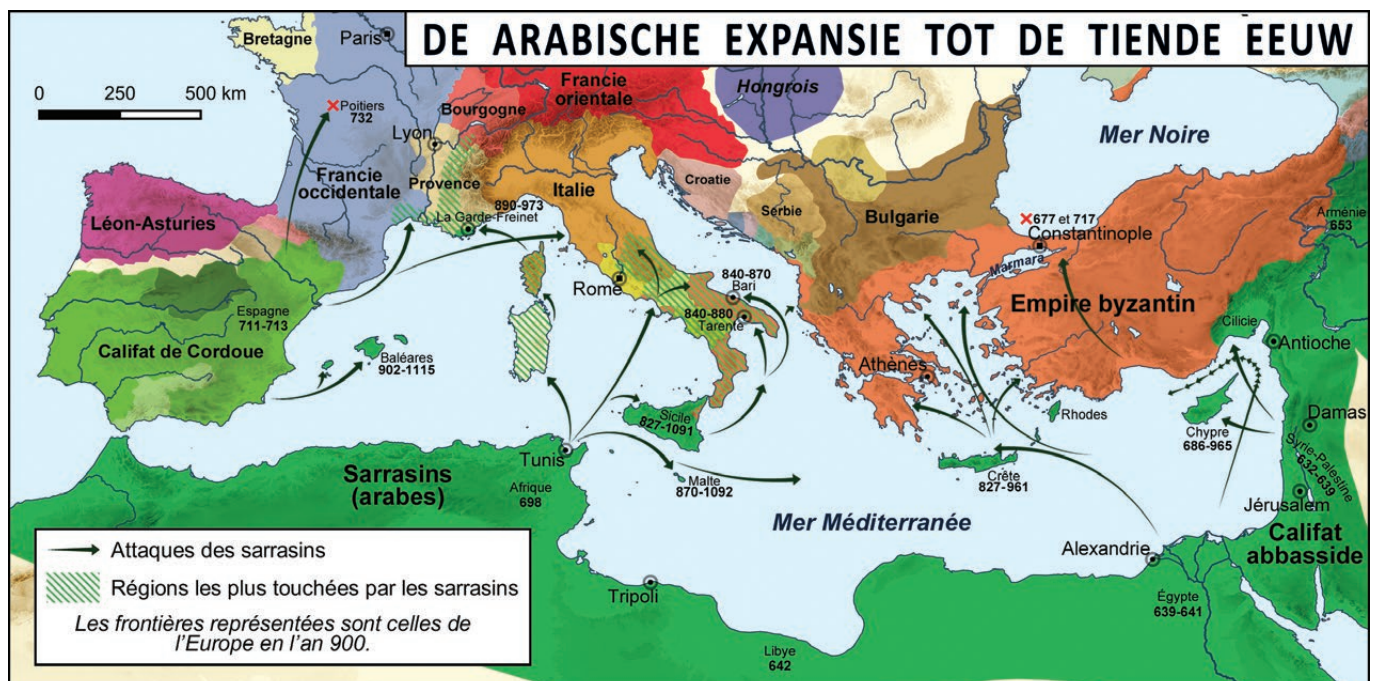 DE ARABISCHE EXPANSIE TOT DE TIENDE EEUW
Bretagne
Paris
0 250 500 km
Poitiers
732
Bourgogne
Francie
orientale
Hongrois
Mer Noire
Lyon
Francie
occidentale
Provence
890-973
La Garde-Freinet
Italie
Croatie
Serbie
Bulgarie
677 et 717
Constantinople
Marmara
Arménie
653
Léon-Asturies
Espagne
711-713
Califat de Cordoue
Baléares
902-1115
Rome
840-870
Bari
840-880
Tarente
Empire byzantin
Athènes
Cilicie
Antioche
Rhodes
Chypre
686-965
Damas
Syrie-Palestine
632-639
Jérusalem
Califat
abbasside
Sicile
827-1091
Tunis
Sarrasins
(arabes)
Afrique
698
Malte
870-1092
Crête
827-961
Mer Méditerranée
Alexandrie
Égypte
639-641
Tripoli
Libye
642
Attaques des sarrasins
Régions les plus touchées par les sarrasins
Les frontières représentées sont celles de
l'Europe en l'an 900.